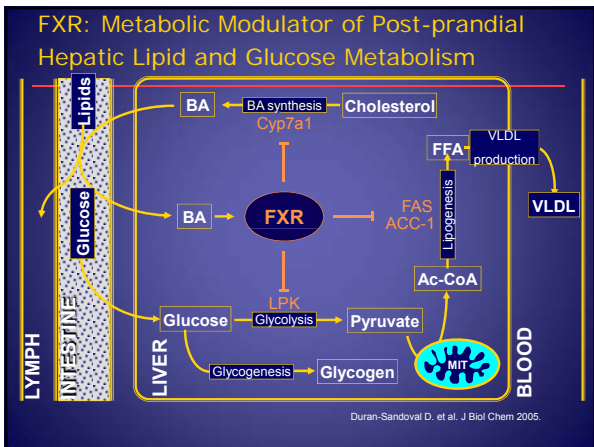 FXR: Metabolic Modulator of Post-prandial
Hepatic Lipid and Glucose Metabolism
LYMPH
INTESTINE
Lipids
Glucose
LIVER
BA
BA synthesis
Cholesterol
Cyp7a1
BA
FXR
FAS
ACC-1
LPK
Glucose
Glycolysis
Pyruvate
Glycogenesis
Glycogen
FFA
VLDL
production
VLDL
Lipogenesis
Ac-CoA
MIT
BLOOD
Duran-Sandoval D. et al. J Biol Chem 2005.